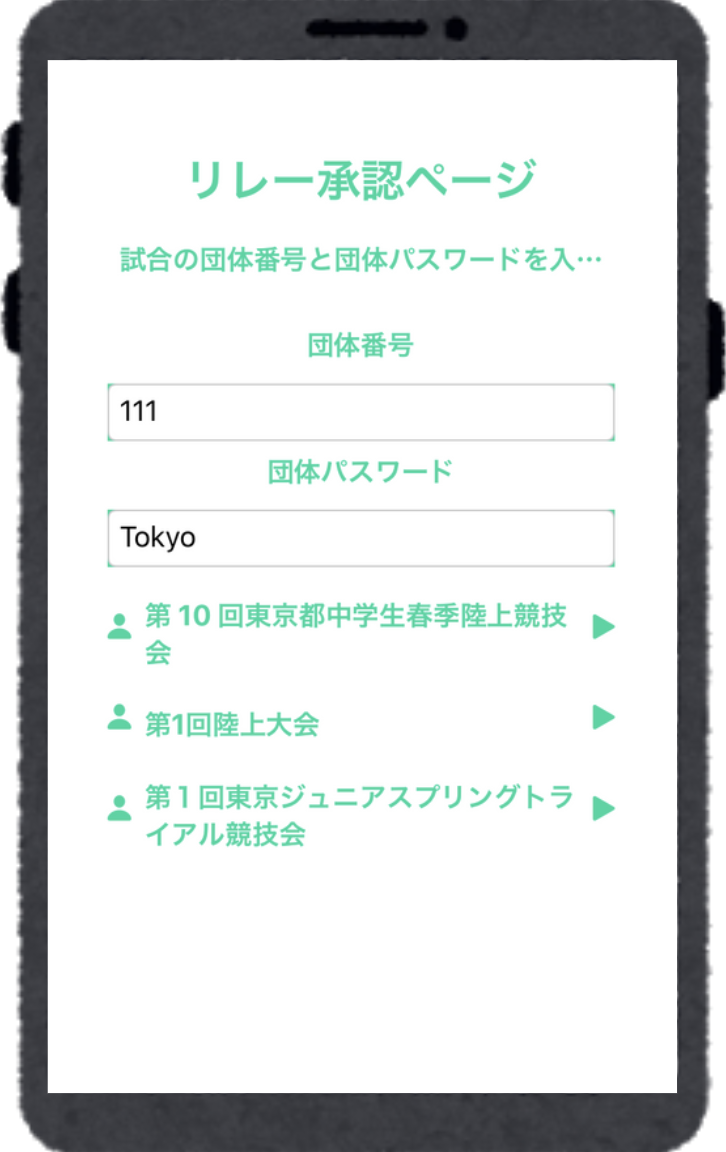 リレー承認ページ
試合の団体番号と団体パスワードを入…
団体番号
111
団体パスワード
Tokyo
第 10 回東京都中学生春季陸上競技
会
第1回陸上大会
第 1 回東京ジュニアスプリングトラ
イアル競技会